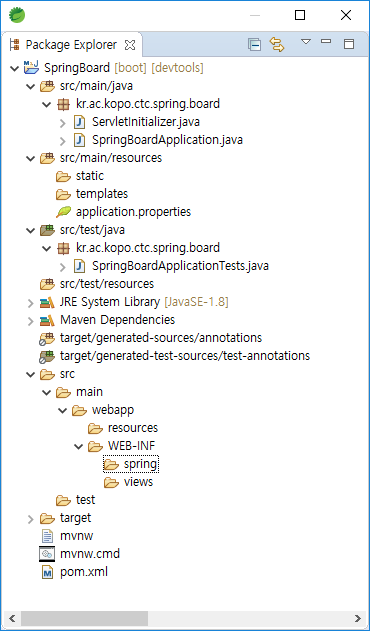 Package Explorer
SpringBoard [boot] [devtools]
src/main/java
kr.ac.kopo.ctc.spring.board
ServletInitializer.java
SpringBoardApplication.java
src/main/resources
static
templates
application.properties
src/test/java
kr.ac.kopo.ctc.spring.board
SpringBoardApplicationTests.java
src/test/resources
JRE System Library [JavaSE-1.8]
Maven Dependencies
target/generated-sources/annotations
target/generated-test-sources/test-annotations
src
main
webapp
resources
WEB-INF
spring
views
test
target
mvnw
mvnw.cmd
pom.xml